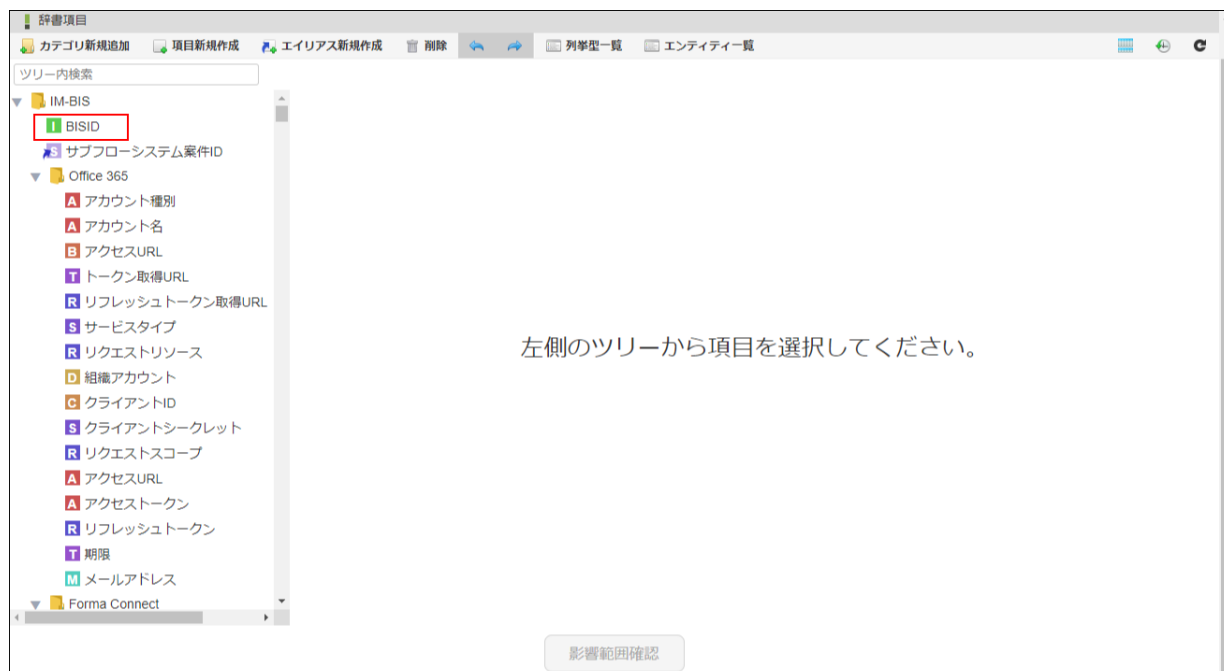 辞書項目
カテゴリ新規追加 項目新規作成 エイリアス新規作成 削除 列挙型一覧 エンティティ一覧
ツリー内検索
IM-BIS
I BISID
S サブフローシステム案件ID
Office 365
A アカウント種別
A アカウント名
B アクセスURL
T トークン取得URL
R リフレッシュトークン取得URL
S サービスタイプ
R リクエストリソース
D 組織アカウント
C クライアントID
S クライアントシークレット
R リクエストスコープ
A アクセスURL
A アクセストークン
R リフレッシュトークン
T 期限
M メールアドレス
Forma Connect
左側のツリーから項目を選択してください。
影響範囲確認